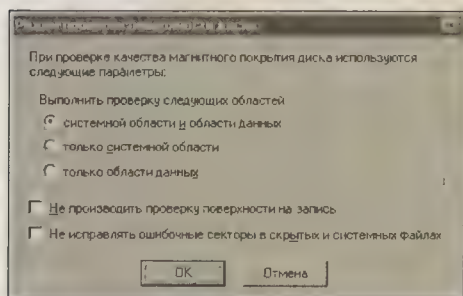 При проверке качества магнитного покрытия диска используются
следующие параметры:
Выполнить проверку следующих областей
системной области и области данных
только системной области
только области данных
Не производить проверку поверхности на запись
Не исправлять ошибочные секторы в скрытых и системных файлах
OK
Отмена